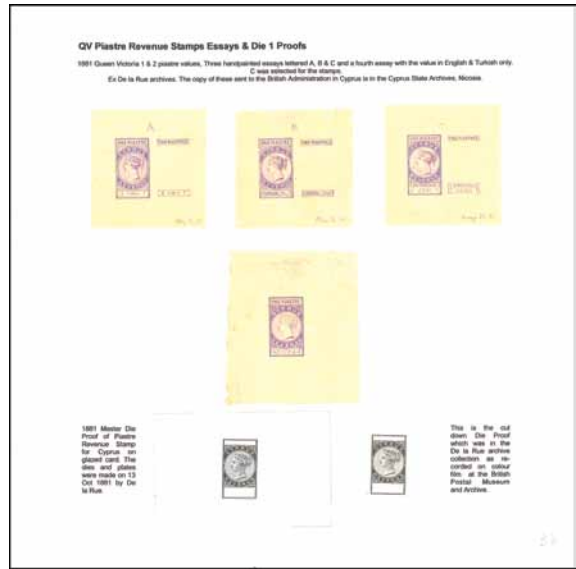 QV Piastre Revenue Stamps Essays & Die 1 Proofs
1881 Queen Victoria 1 & 2 piastre values, Three handpainted essays lettered A, B & C and a fourth essay with the value in English & Turkish only.
C was selected for the stamps.
Ex De la Rue archives. The copy of these sent to the British Administration in Cyprus is in the Cyprus State Archives, Nicosia.
A
B
1881 Master Die
Proof of Piastre
Revenue Stamp
for Cyprus on
glazed card. The
dies and plates
were made on 13
Oct 1881 by De
la Rue.
This is the cut
down Die Proof
which was in the
De la Rue archive
collection as re-
corded on colour
film at the British
Postal Museum
and Archive.